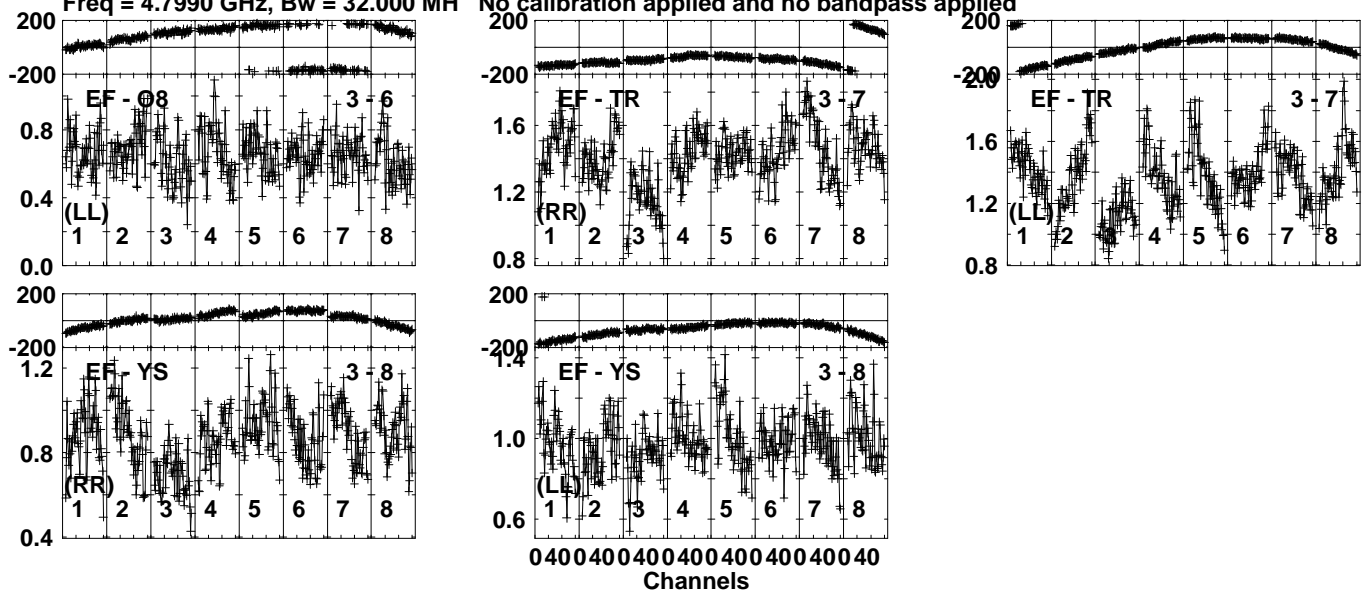 Freq = 4.7990 GHz, Bw = 32.000 MH No calibration applied and no bandpass applied
200
-200
EF - O8 3 - 6
0.8
0.4
0.0
(LL)
1 2 3 4 5 6 7 8
200
-200
EF - TR 3 - 7
1.6
1.2
0.8
(RR)
1 2 3 4 5 6 7 8
-200
2.0
EF - TR 3 - 7
1.6
1.2
0.8
(LL)
1 2 3 4 5 6 7 8
200
-200
EF - YS 3 - 8
1.2
0.8
0.4
(RR)
1 2 3 4 5 6 7 8
200
-200
1.4
EF - YS 3 - 8
1.0
0.6
(LL)
1 2 3 4 5 6 7 8
0 40 0 40 0 40 0 40 0 40 0 40 0 40 0 40
Channels